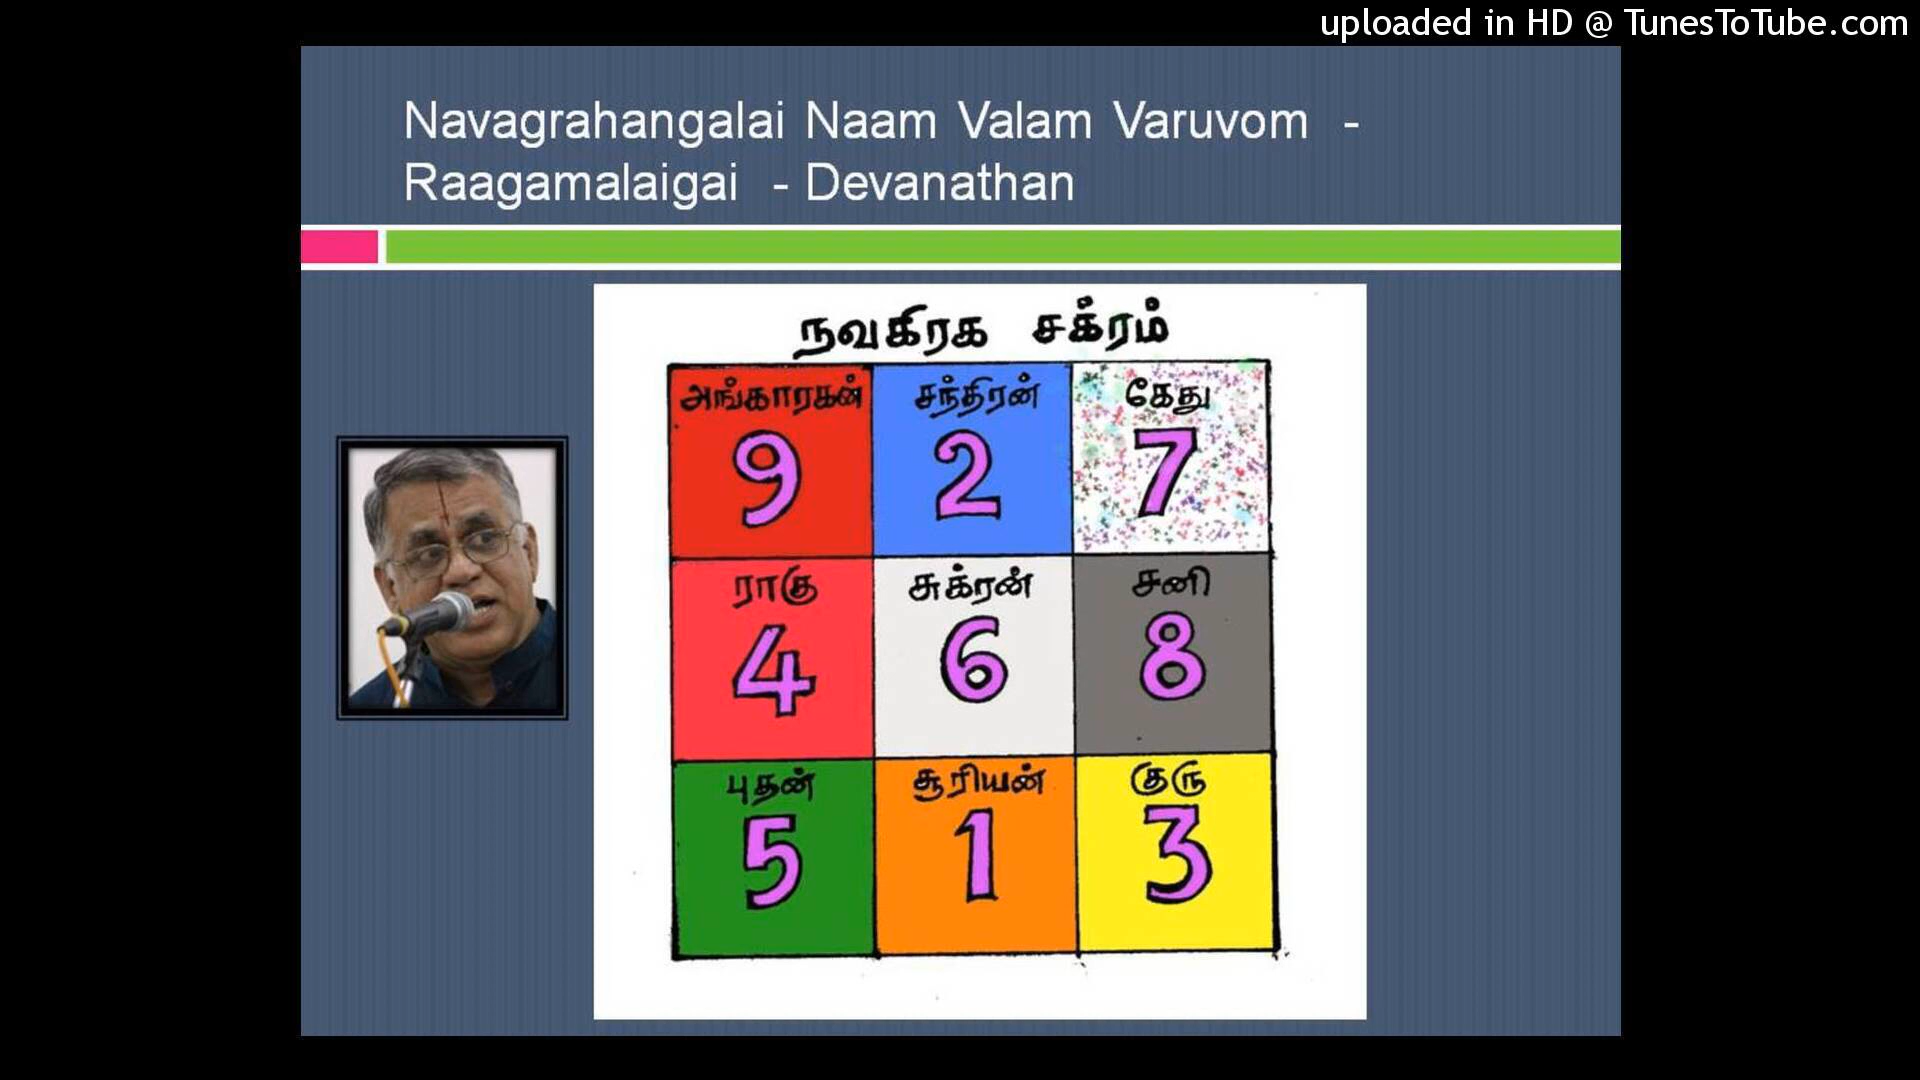 uploaded in HD @ TunesToTube.com
Navagrahangalai Naam Valam Varuvom -
Raagamalaigai - Devanathan
நவகிரக சக்ரம்
அங்காரகன் சந்திரன் கேது
9 2 7
ராகு சுக்ரன் சனி
4 6 8
புதன் சூரியன் குரு
5 1 3